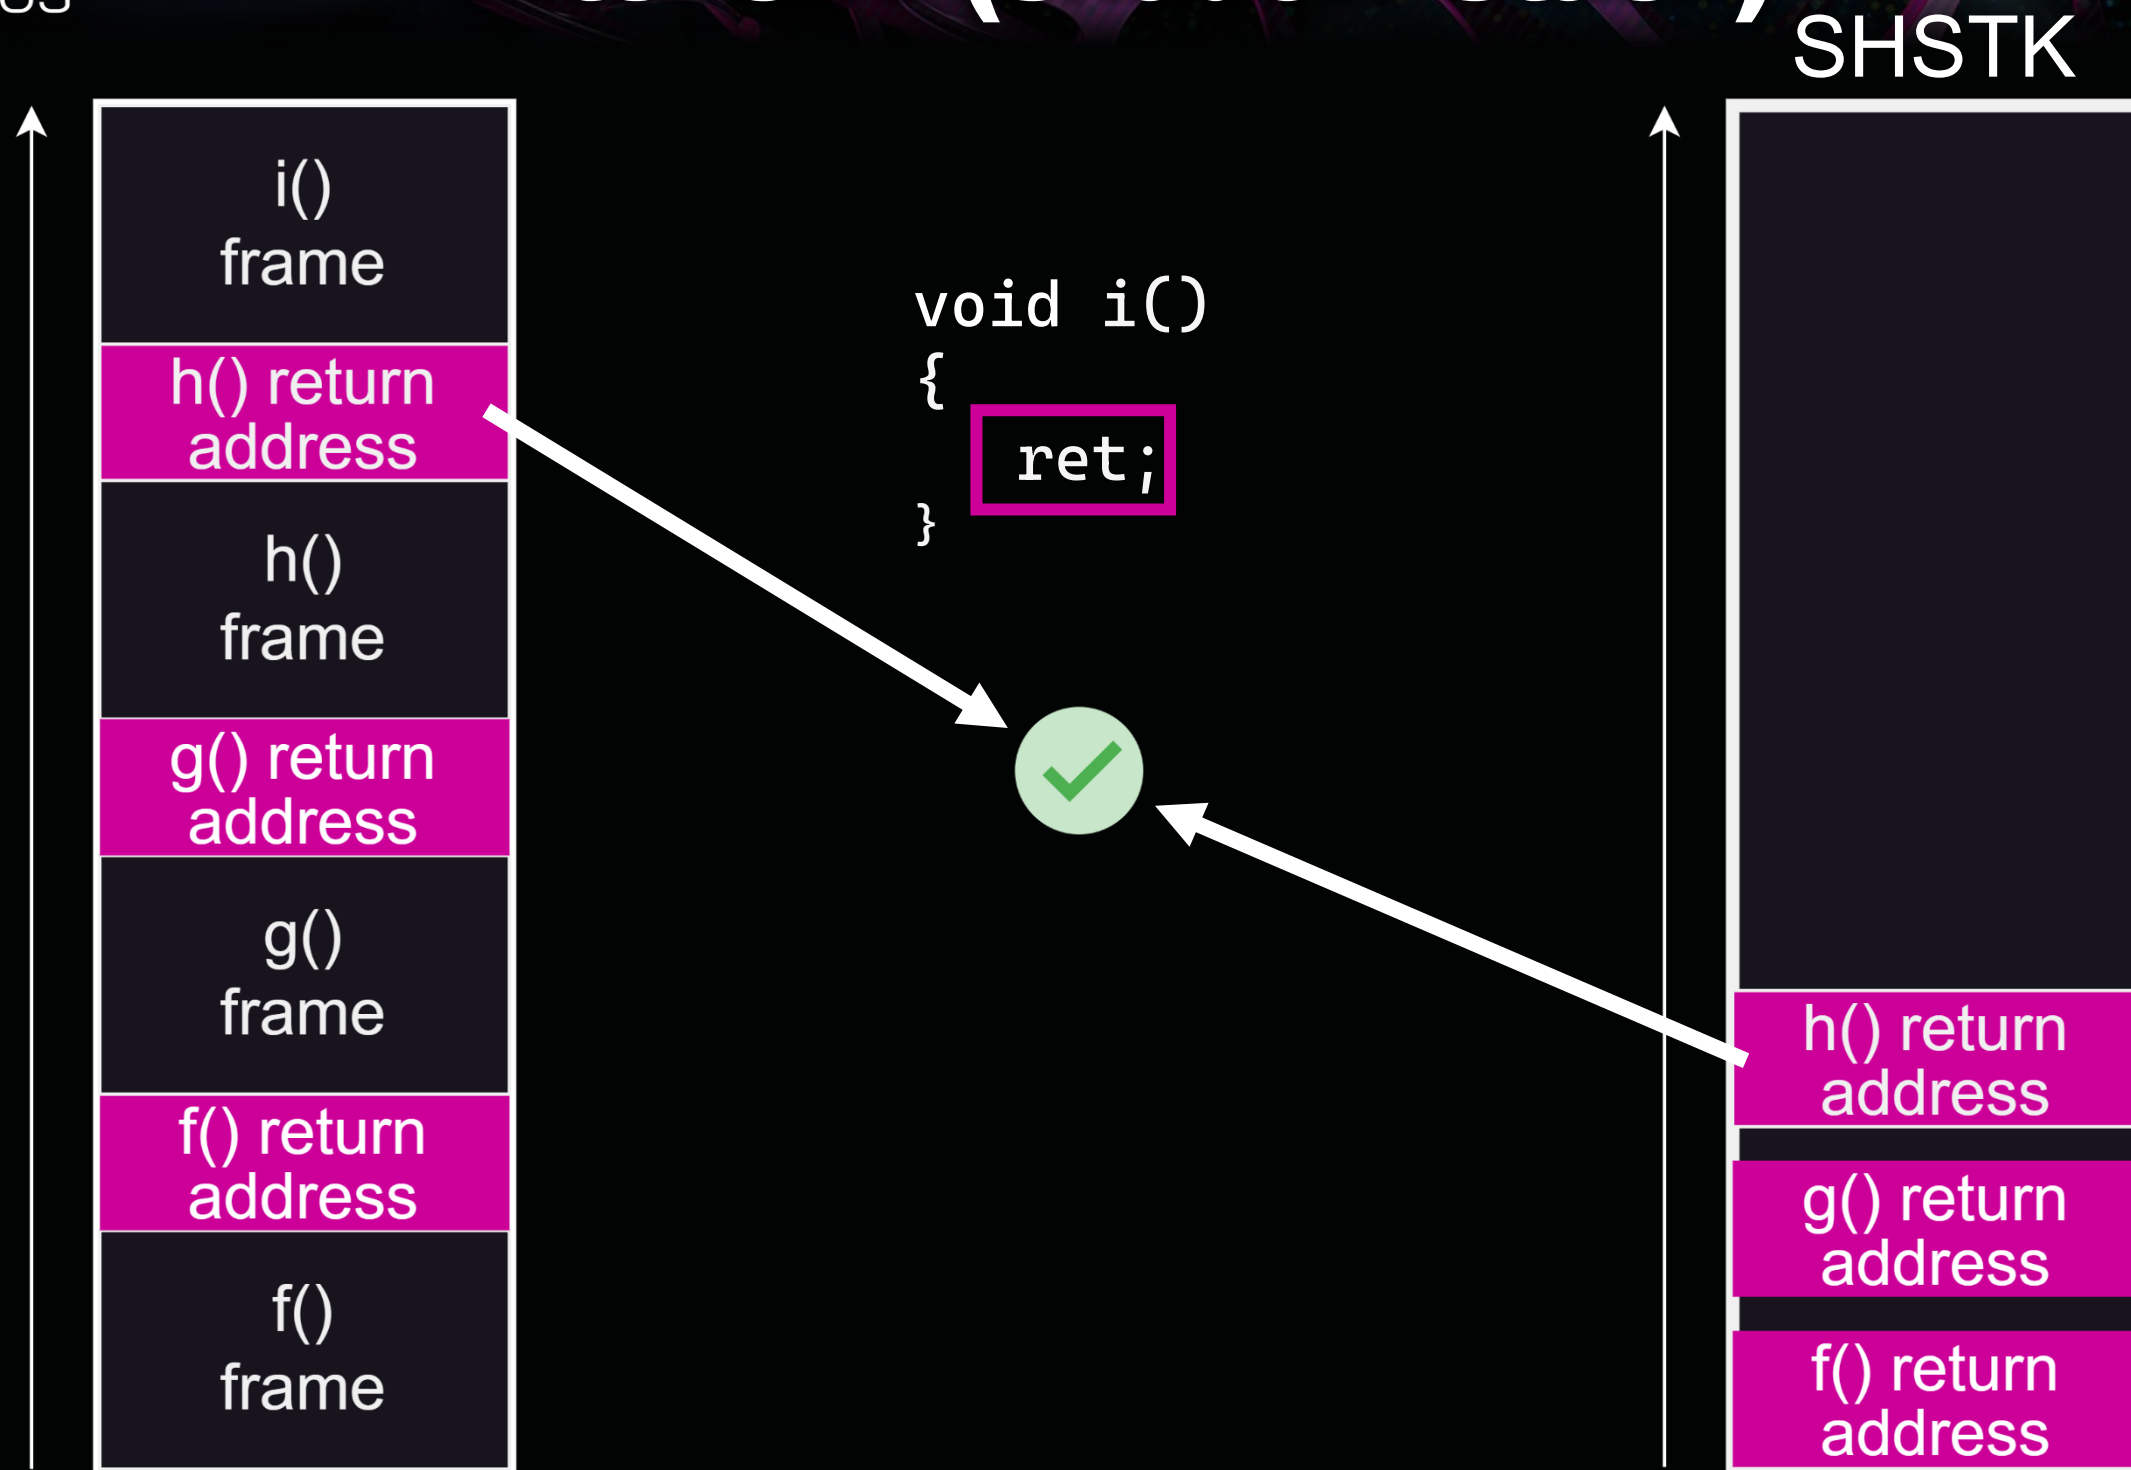 SHSTK
i()
frame
h() return
address
h()
frame
g() return
address
g()
frame
f() return
address
f()
frame
void i()
{
ret;
}
h() return
address
g() return
address
f() return
address